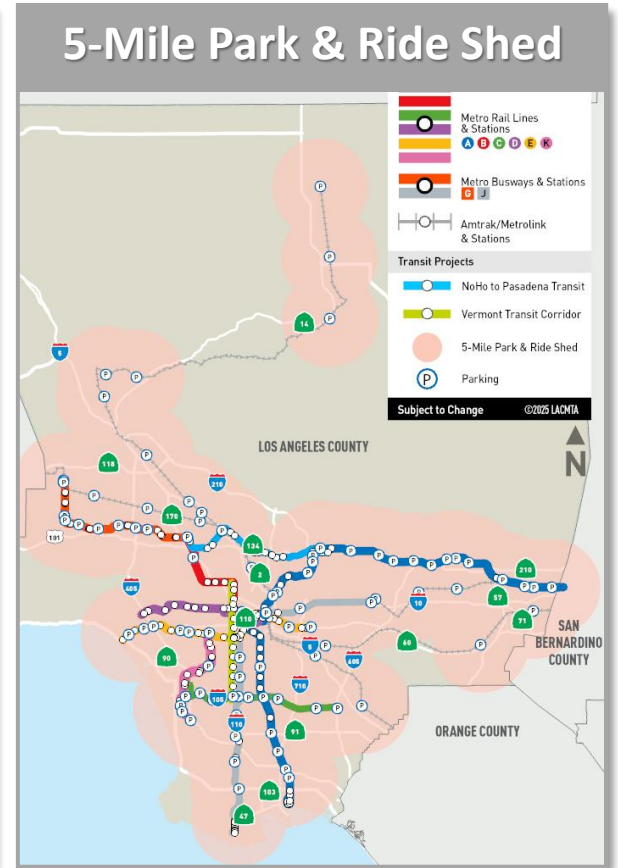 5-Mile Park & Ride Shed
Metro Rail Lines
& Stations
A B C D E K
Metro Busways & Stations
G J
Amtrak/Metrolink
& Stations
Transit Projects
NoHo to Pasadena Transit
Vermont Transit Corridor
5-Mile Park & Ride Shed
P Parking
Subject to Change ©2025 LACMTA
N
14
5
LOS ANGELES COUNTY
118
210
170
101
134
2
210
405
57
10
110
71
SAN
BERNARDINO
COUNTY
5
60
605
90
710
105
110
91
ORANGE COUNTY
103
47